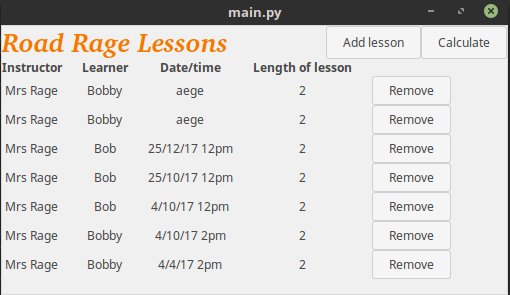 main.py
Road Rage Lessons Add lesson Calculate
Instructor Learner Date/time Length of lesson
Mrs Rage Bobby aege 2 Remove
Mrs Rage Bobby aege 2 Remove
Mrs Rage Bob 25/12/17 12pm 2 Remove
Mrs Rage Bob 25/10/17 12pm 2 Remove
Mrs Rage Bob 4/10/17 12pm 2 Remove
Mrs Rage Bobby 4/10/17 2pm 2 Remove
Mrs Rage Bobby 4/4/17 2pm 2 Remove